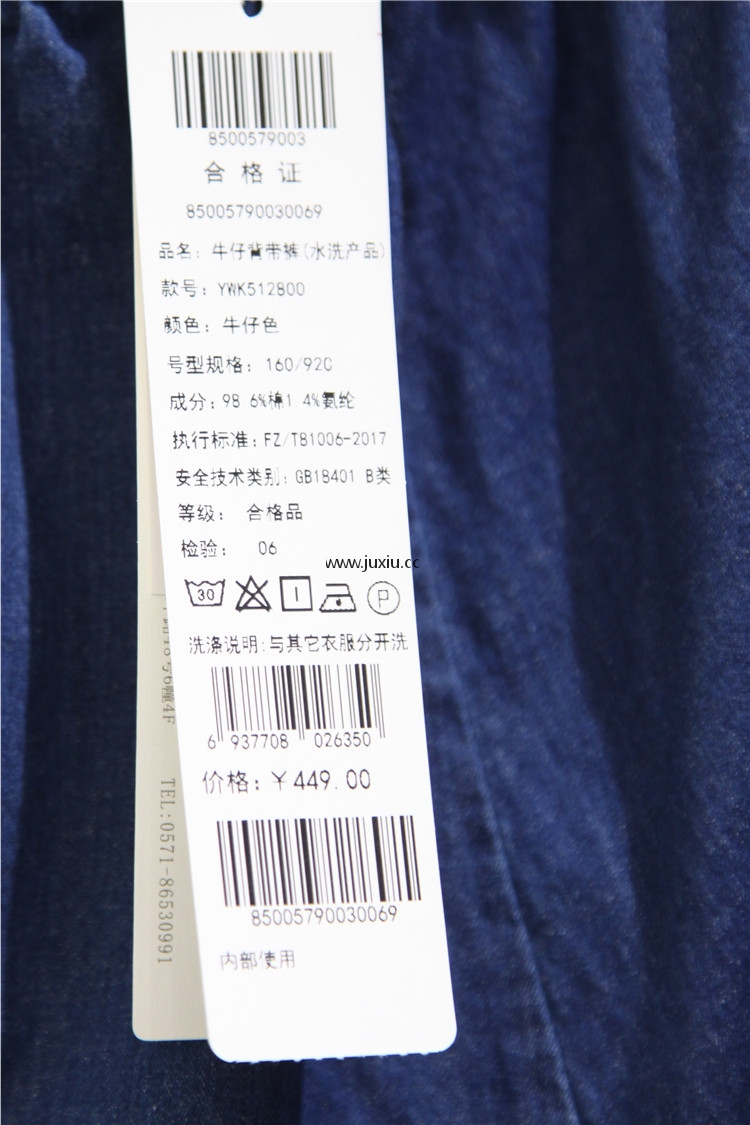 8500579003
合格证
85005790030069
品名: 牛仔背带裤(水洗产品)
款号: YWK512800
颜色: 牛仔色
号型规格: 160/92C
成分: 98 6%棉1 4%氨纶
执行标准: FZ/T81006-2017
安全技术类别: GB18401 B类
等级: 合格品
检验: 06
www.juxiu.cc
30
P
洗涤说明:与其它衣服分开洗
6 937708 026350
价格: ¥449.00
85005790030069
内部使用
4F
TEL:0571-86530991